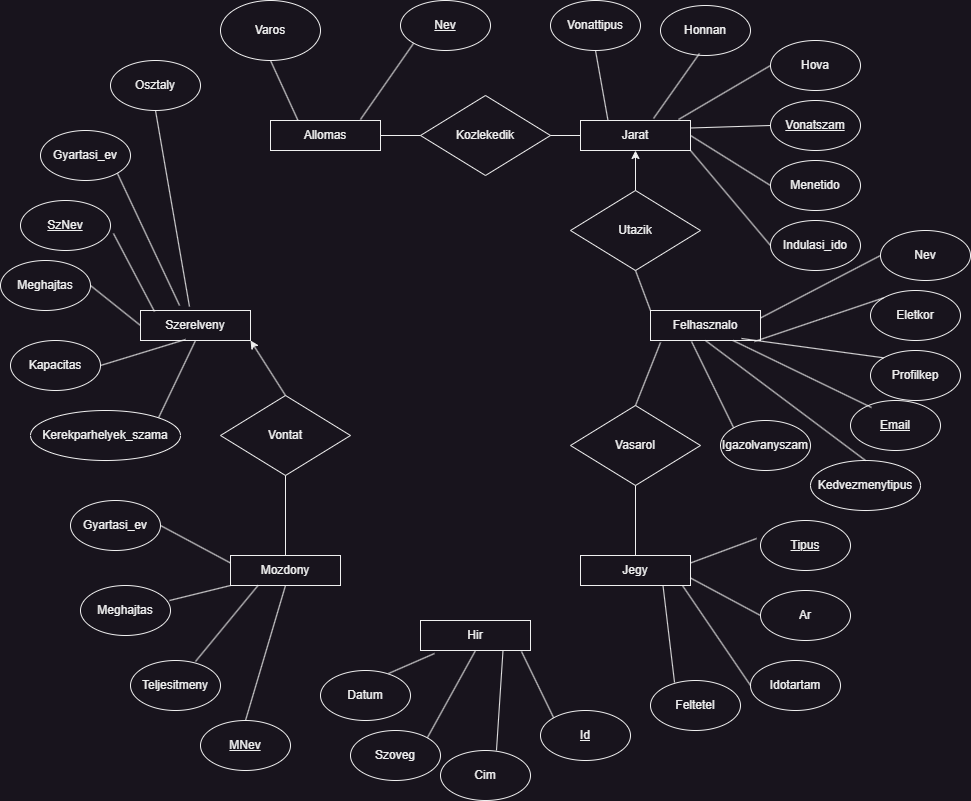 Varos
Nev
Vonattipus
Honnan
Hova
Osztaly
Allomas
Kozlekedik
Jarat
Vonatszam
Gyartasi_ev
Menetido
SzNev
Utazik
Indulasi_ido
Nev
Meghajtas
Szerelveny
Felhasznalo
Eletkor
Kapacitas
Profilkep
Kerekparhelyek_szama
Vontat
Vasarol
Igazolvanyszam
Email
Kedvezmenytipus
Gyartasi_ev
Tipus
Mozdony
Jegy
Meghajtas
Ar
Hir
Teljesitmeny
Datum
Feltetel
Idotartam
MNev
Szoveg
Cim
Id